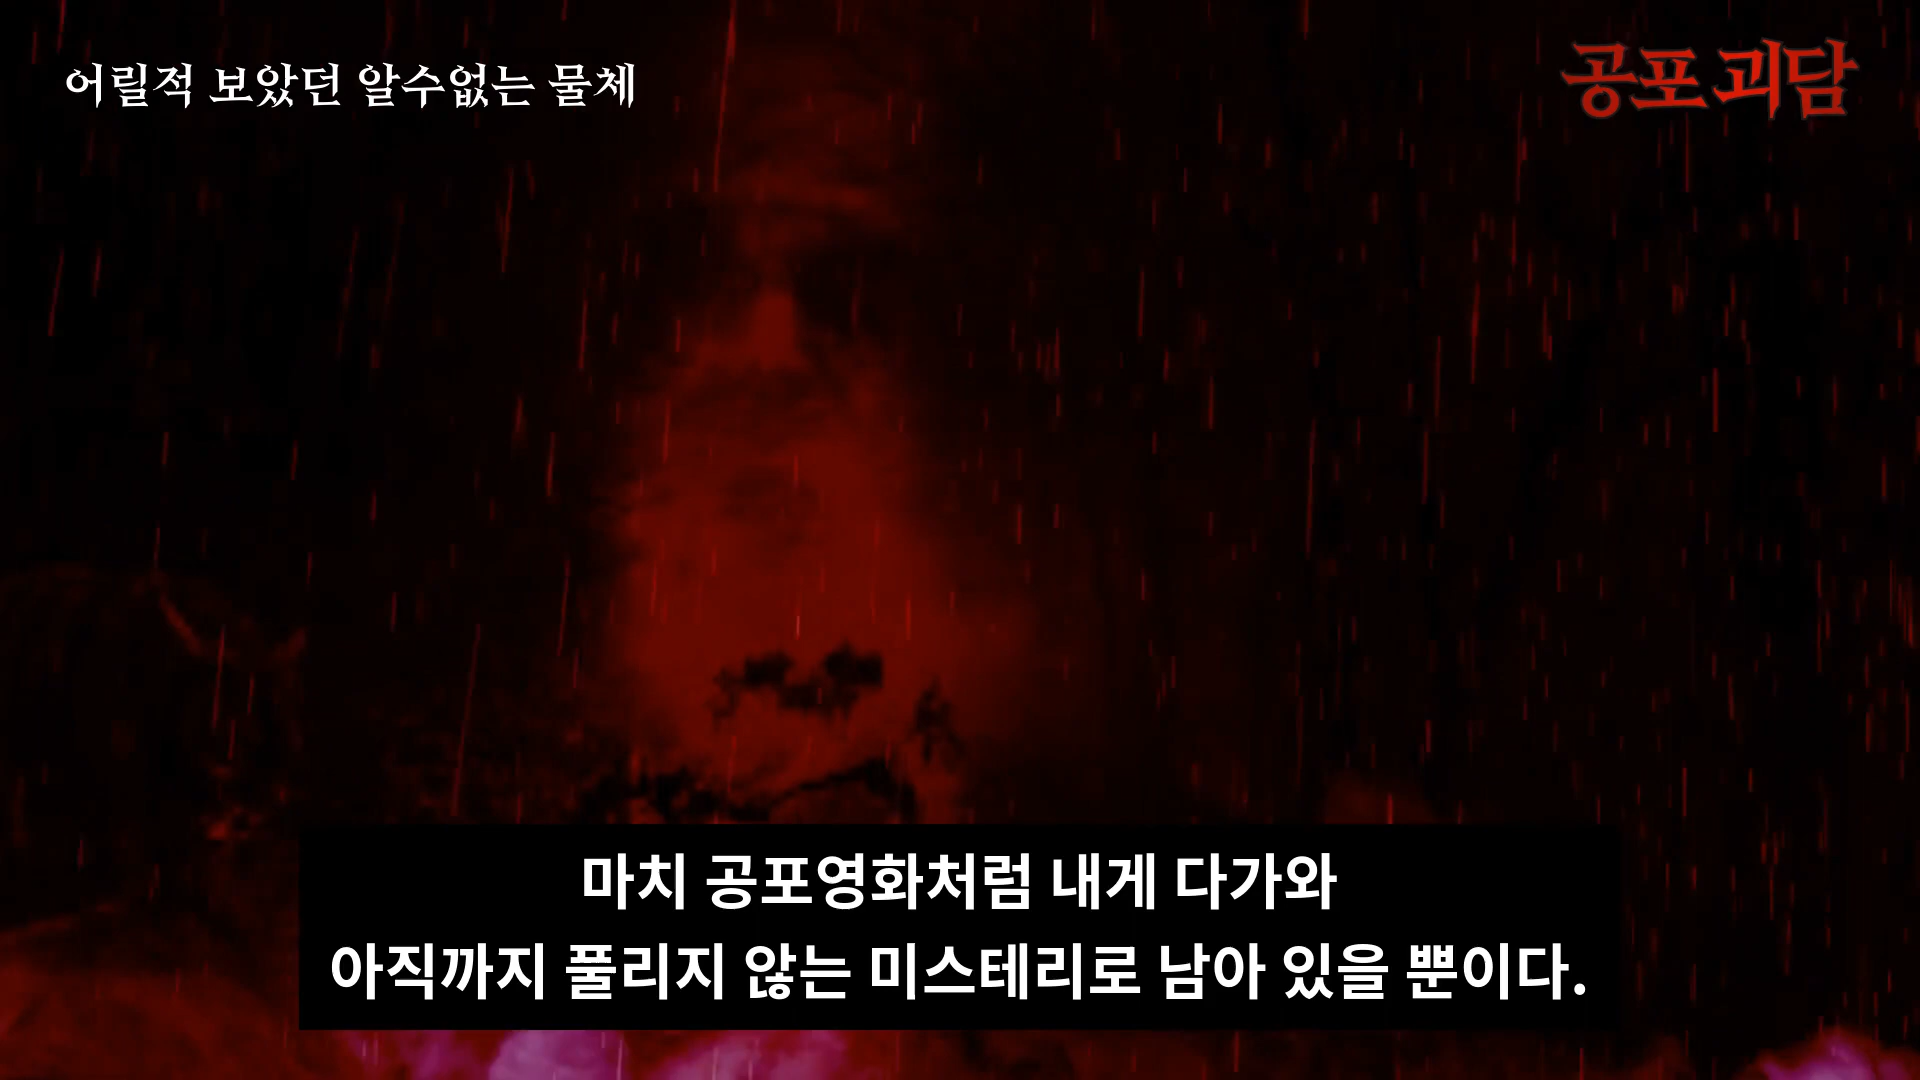 어릴적 보았던 알수없는 물체
공포괴담
마치 공포영화처럼 내게 다가와
아직까지 풀리지 않는 미스테리로 남아 있을 뿐이다.